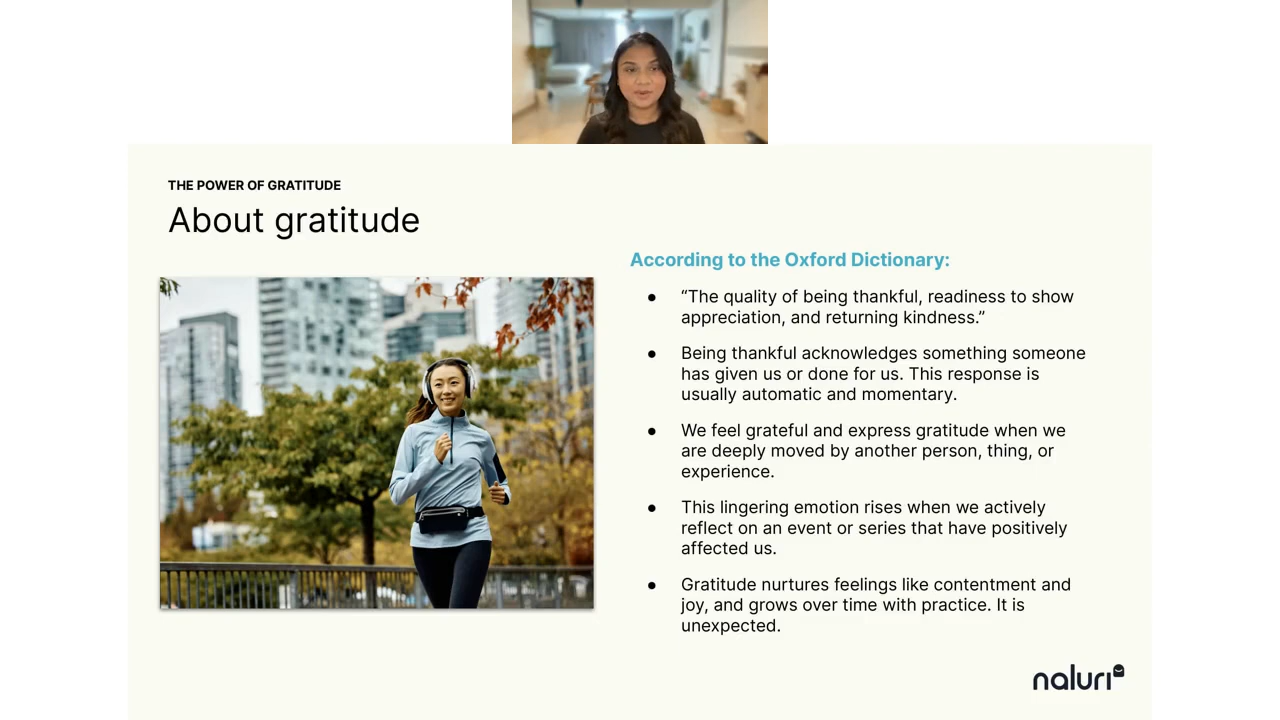 THE POWER OF GRATITUDE
About gratitude
According to the Oxford Dictionary:
● “The quality of being thankful, readiness to show
appreciation, and returning kindness.”
● Being thankful acknowledges something someone
has given us or done for us. This response is
usually automatic and momentary.
● We feel grateful and express gratitude when we
are deeply moved by another person, thing, or
experience.
● This lingering emotion rises when we actively
reflect on an event or series that have positively
affected us.
● Gratitude nurtures feelings like contentment and
joy, and grows over time with practice. It is
unexpected.
naluri